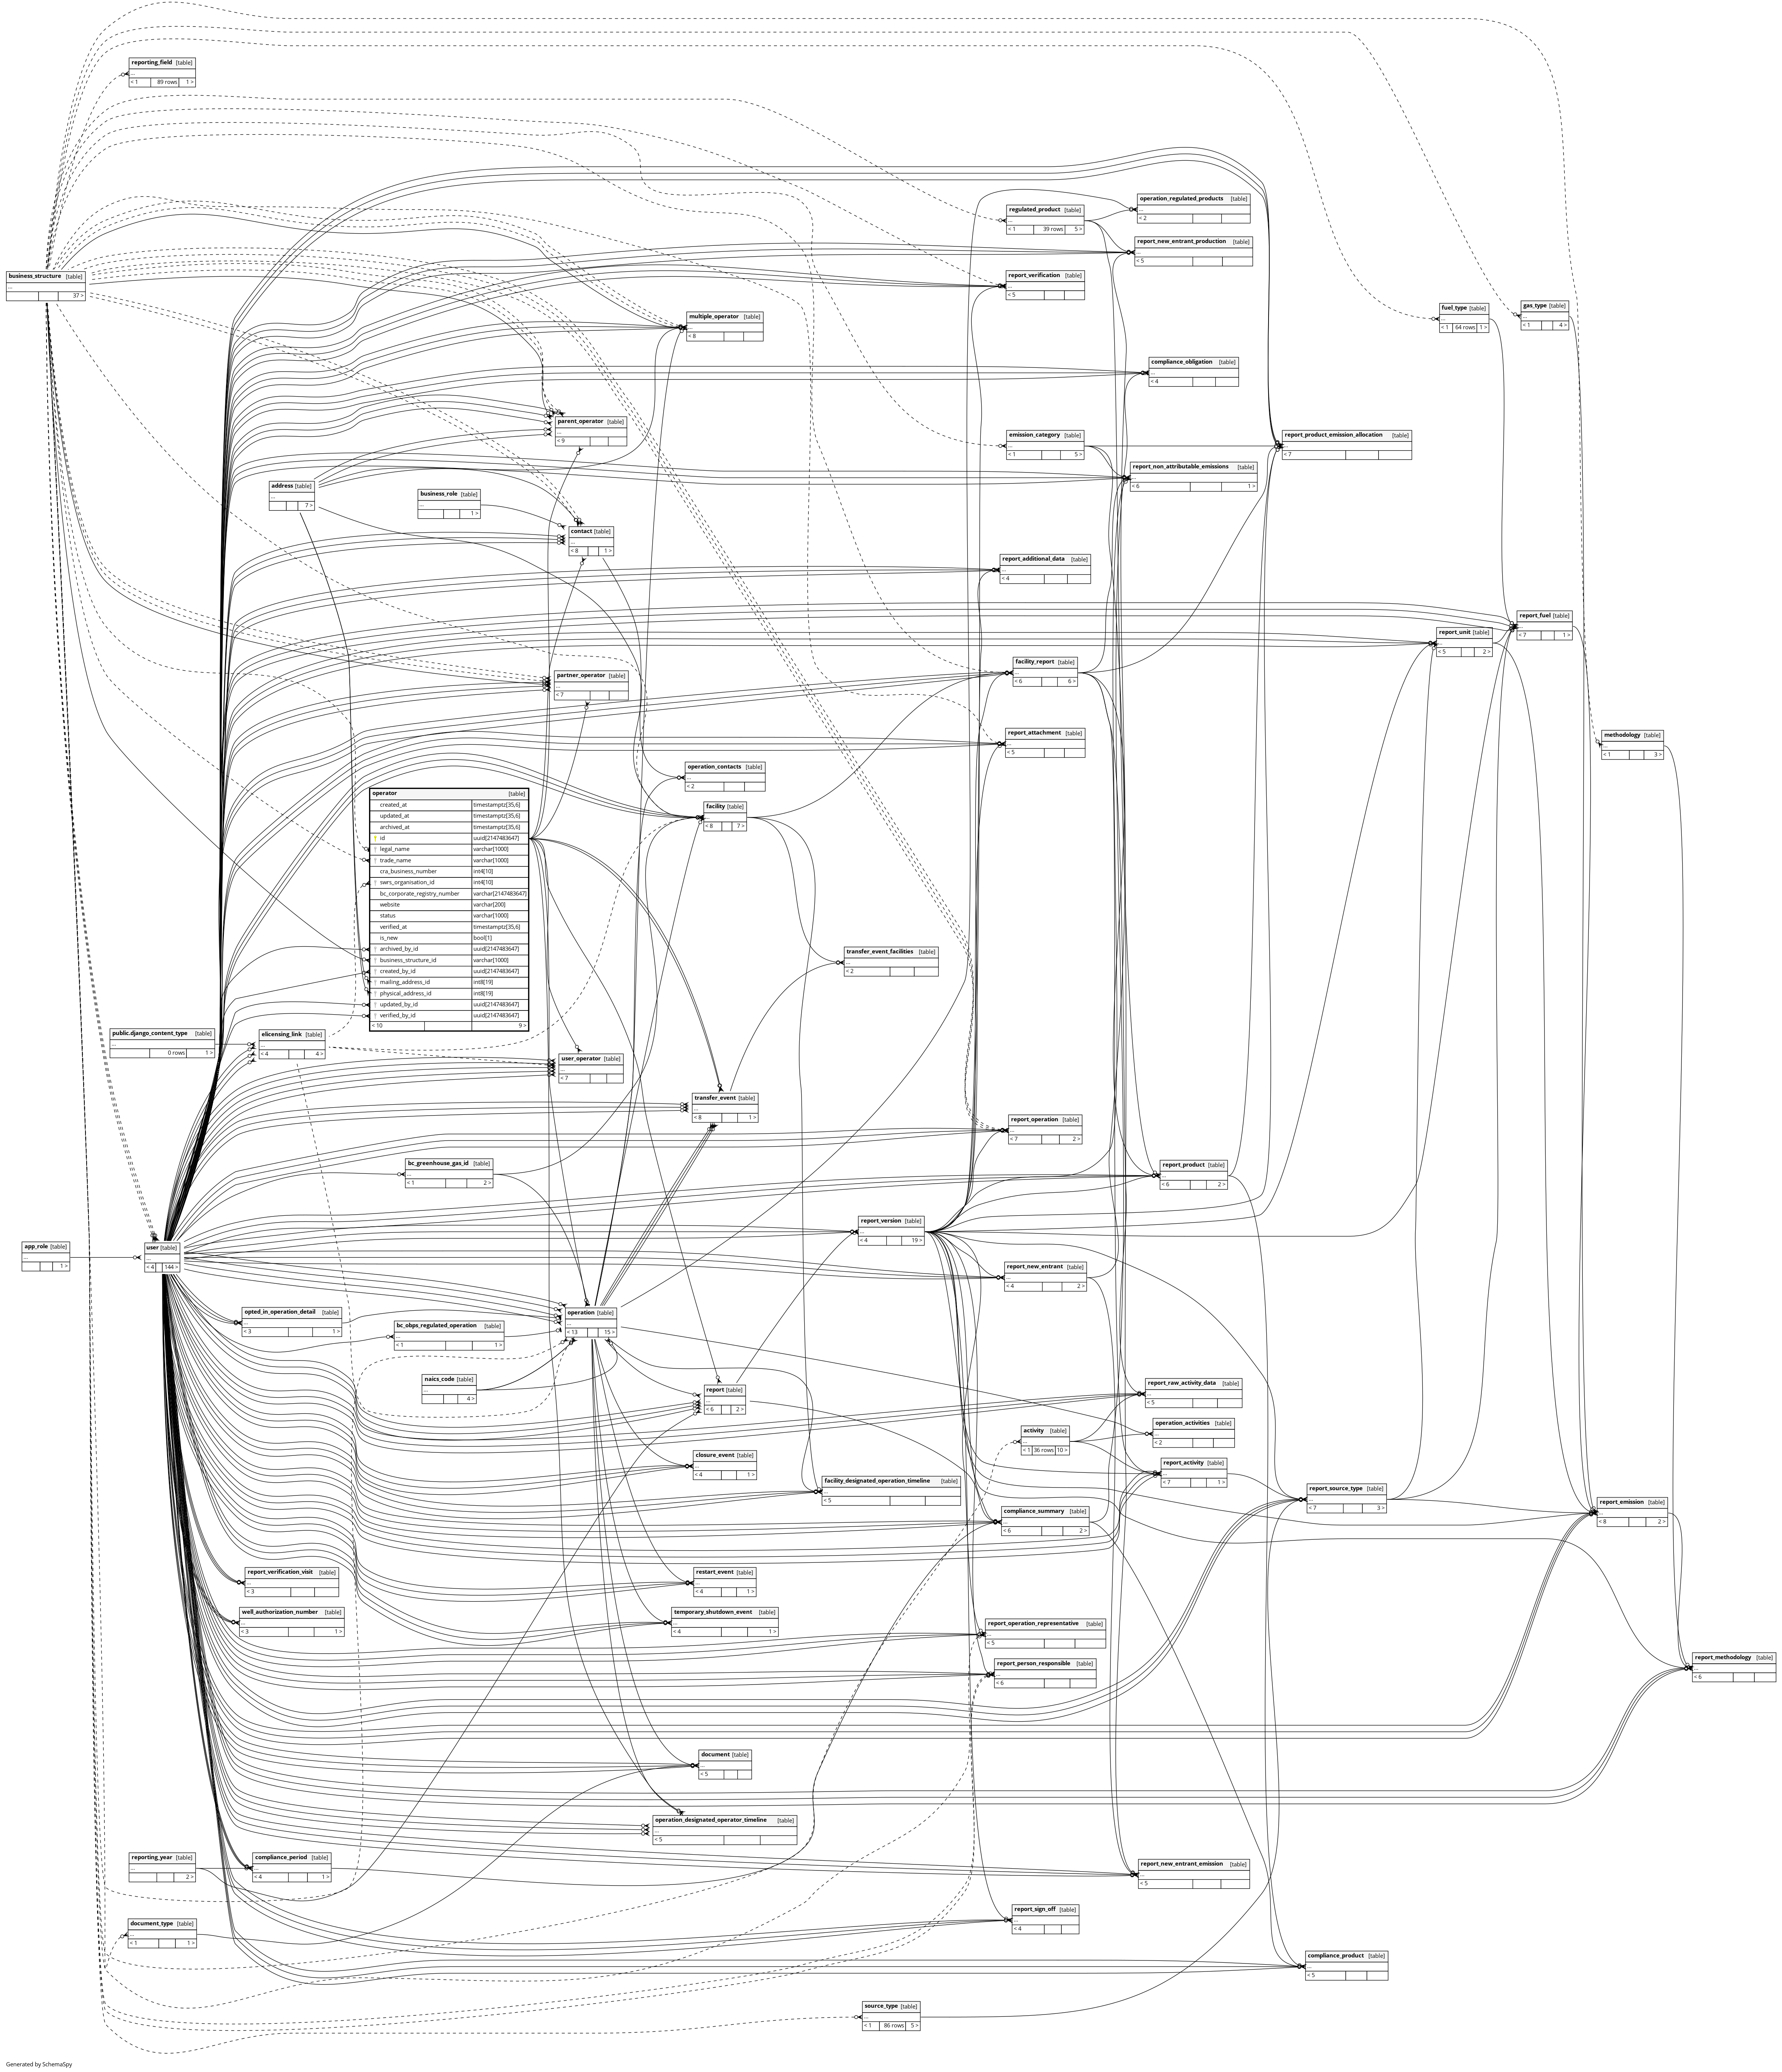 reporting_field [table]
...
< 1 89 rows 1 >
operation_regulated_products [table]
...
< 2
regulated_product [table]
...
< 1 39 rows 5 >
report_new_entrant_production [table]
...
< 5
business_structure [table]
...
37 >
report_verification [table]
...
< 5
fuel_type [table]
...
< 1 64 rows 1 >
gas_type [table]
...
< 1 4 >
multiple_operator [table]
...
< 8
compliance_obligation [table]
...
< 4
parent_operator [table]
...
< 9
emission_category [table]
...
< 1 5 >
report_product_emission_allocation [table]
...
< 7
report_non_attributable_emissions [table]
...
< 6 1 >
address [table]
...
7 >
business_role [table]
...
1 >
contact [table]
...
< 8 1 >
report_additional_data [table]
...
< 4
report_fuel [table]
...
< 7 1 >
report_unit [table]
...
< 5 2 >
facility_report [table]
...
< 6 6 >
partner_operator [table]
...
< 7
report_attachment [table]
...
< 5
methodology [table]
...
< 1 3 >
operation_contacts [table]
...
< 2
operator [table]
created_at timestamptz[35,6]
updated_at timestamptz[35,6]
archived_at timestamptz[35,6]
id uuid[2147483647]
legal_name varchar[1000]
trade_name varchar[1000]
cra_business_number int4[10]
swrs_organisation_id int4[10]
bc_corporate_registry_number varchar[2147483647]
website varchar[200]
status varchar[1000]
verified_at timestamptz[35,6]
is_new bool[1]
archived_by_id uuid[2147483647]
business_structure_id varchar[1000]
created_by_id uuid[2147483647]
mailing_address_id int8[19]
physical_address_id int8[19]
updated_by_id uuid[2147483647]
verified_by_id uuid[2147483647]
< 10 9 >
facility [table]
...
< 8 7 >
transfer_event_facilities [table]
...
< 2
public.django_content_type [table]
...
0 rows 1 >
elicensing_link [table]
...
< 4 4 >
user_operator [table]
...
< 7
transfer_event [table]
...
< 8 1 >
report_operation [table]
...
< 7 2 >
bc_greenhouse_gas_id [table]
...
< 1 2 >
report_product [table]
...
< 6 2 >
report_version [table]
...
< 4 19 >
app_role [table]
...
1 >
user [table]
...
< 4 144 >
report_new_entrant [table]
...
< 4 2 >
opted_in_operation_detail [table]
...
< 3 1 >
operation [table]
...
< 13 15 >
bc_obps_regulated_operation [table]
...
< 1 1 >
naics_code [table]
...
4 >
report [table]
...
< 6 2 >
report_raw_activity_data [table]
...
< 5
operation_activities [table]
...
< 2
activity [table]
...
< 1 36 rows 10 >
closure_event [table]
...
< 4 1 >
report_activity [table]
...
< 7 1 >
facility_designated_operation_timeline [table]
...
< 5
report_source_type [table]
...
< 7 3 >
report_emission [table]
...
< 8 2 >
compliance_summary [table]
...
< 6 2 >
report_verification_visit [table]
...
< 3
restart_event [table]
...
< 4 1 >
well_authorization_number [table]
...
< 3 1 >
temporary_shutdown_event [table]
...
< 4 1 >
report_operation_representative [table]
...
< 5
report_person_responsible [table]
...
< 6
report_methodology [table]
...
< 6
document [table]
...
< 5
operation_designated_operator_timeline [table]
...
< 5
reporting_year [table]
...
2 >
compliance_period [table]
...
< 4 1 >
report_new_entrant_emission [table]
...
< 5
report_sign_off [table]
...
< 4
document_type [table]
...
< 1 1 >
compliance_product [table]
...
< 5
source_type [table]
...
< 1 86 rows 5 >
Generated by SchemaSpy